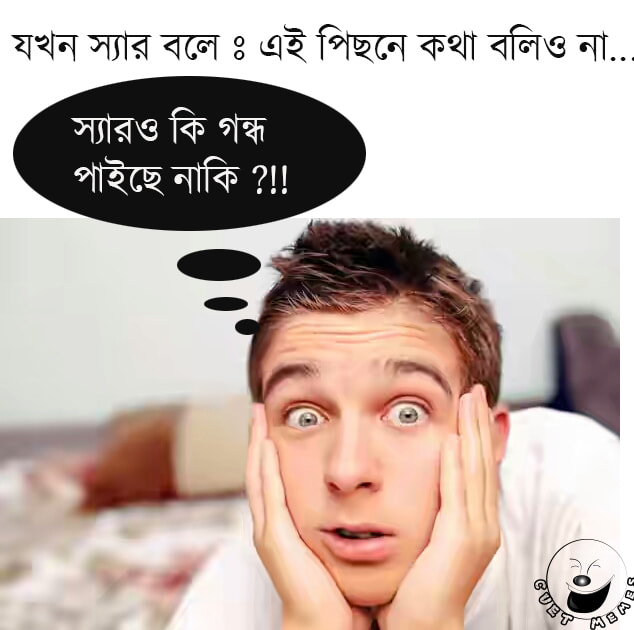 যখন স্যার বলে ঃ এই পিছনে কথা বলিও না...
স্যারও কি গন্ধ
পাইছে নাকি ?!!
CUET MEMES